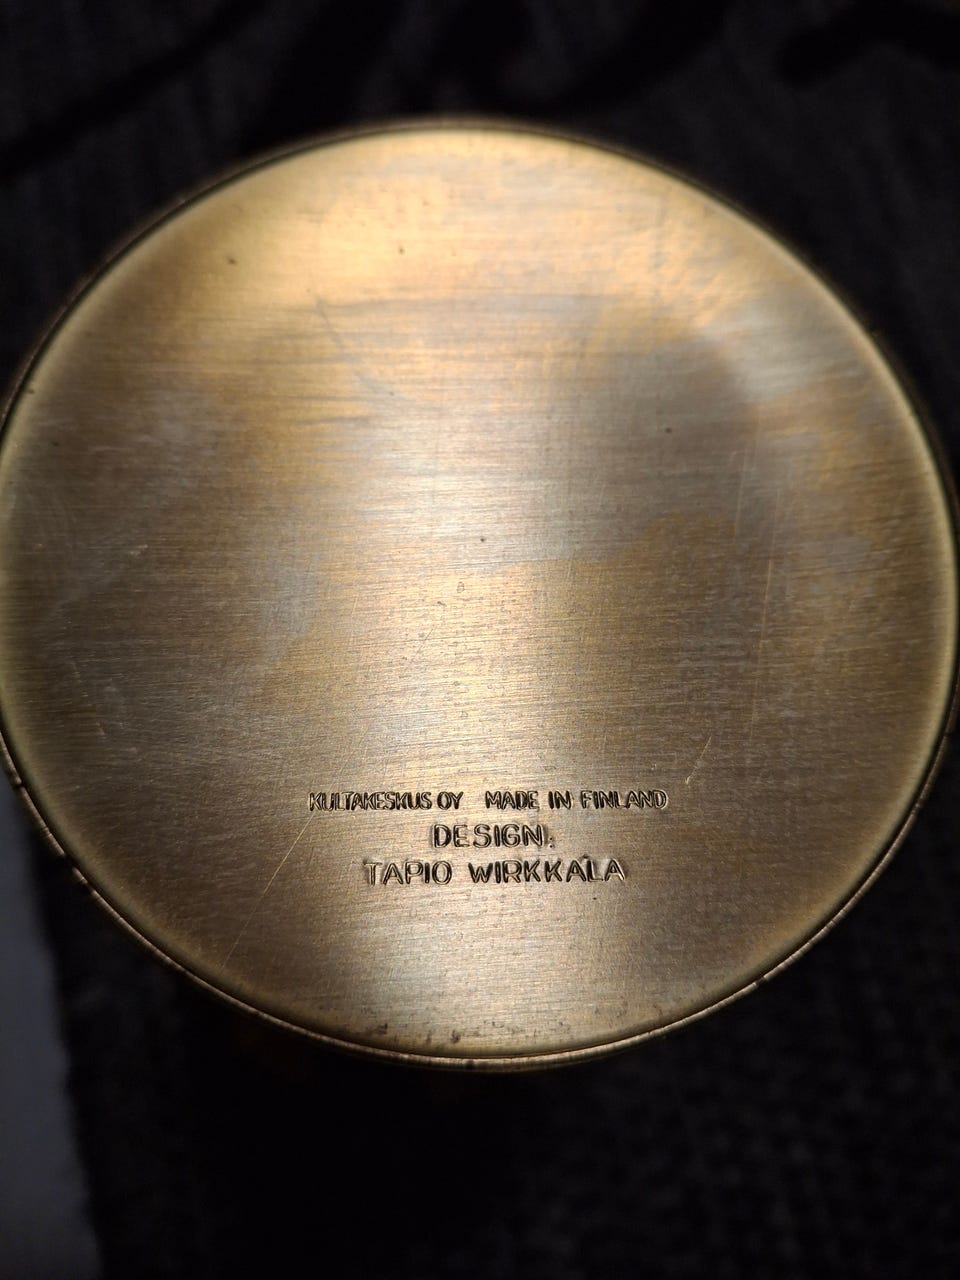 KULTAKESKUS OY MADE IN FINLAND
DESIGN:
TAPIO WIRKKALA